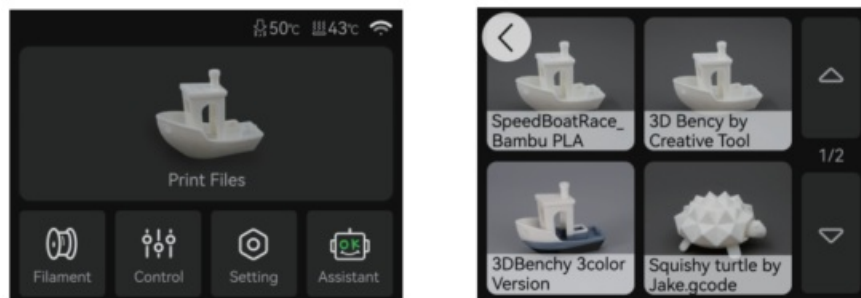 50℃ 43℃
Print Files
Filament Control Setting Assistant
SpeedBoatRace_
Bambu PLA
3D Bency by
Creative Tool
1/2
3DBenchy 3color
Version
Squishy turtle by
Jake.gcode